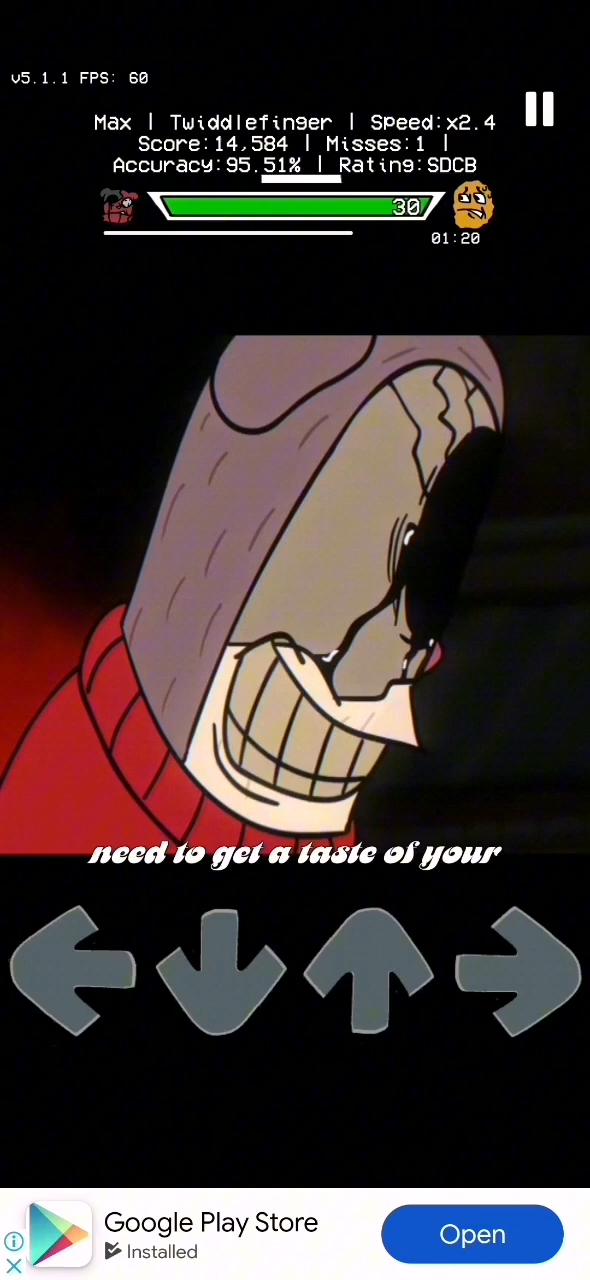 v5.1.1 FPS: 60
Max | Twiddlefinger | Speed:x2.4
Score:14,584 | Misses:1 |
Accuracy:95.51% | Rating:SDCB
30
01:20
need to get a taste of your
Google Play Store
Installed
Open